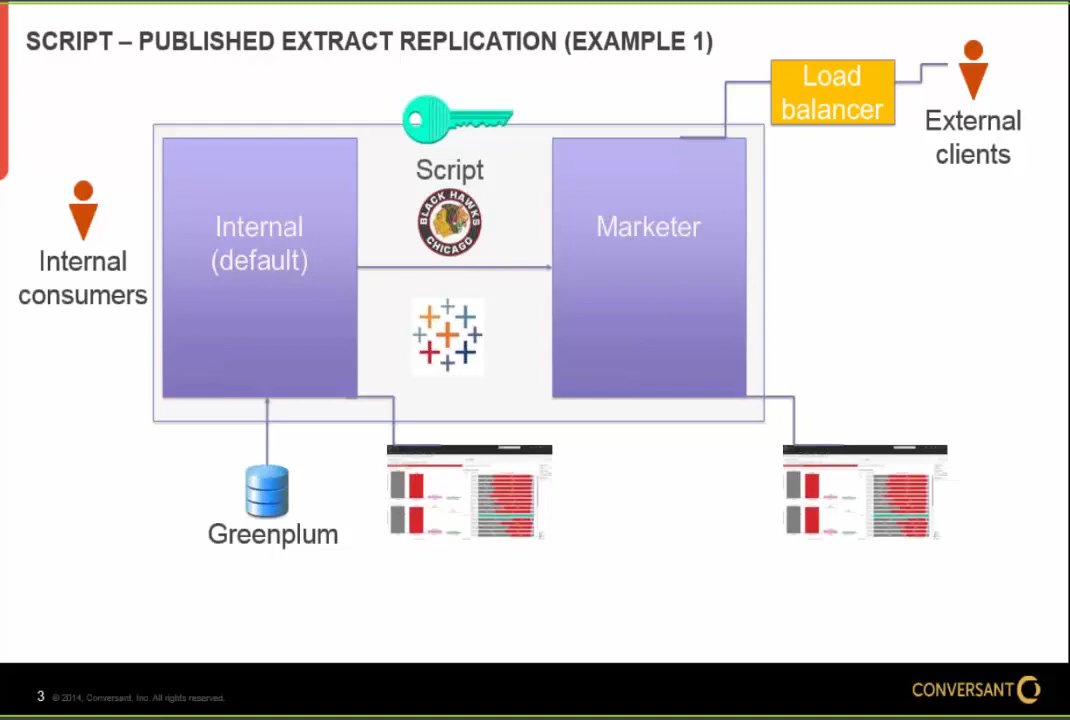 SCRIPT – PUBLISHED EXTRACT REPLICATION (EXAMPLE 1)
Load
balancer
External
clients
Script
BLACK HAWKS
CHICAGO
Internal
(default)
Marketer
Internal
consumers
Greenplum
3 © 2014, Conversant, Inc. All rights reserved.
CONVERSANT